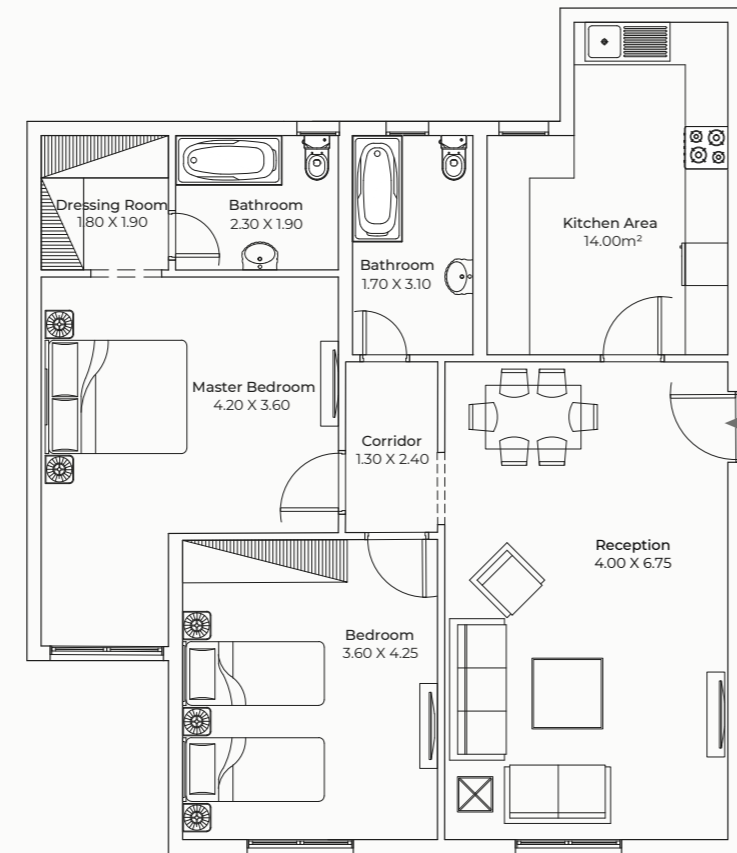 Dressing Room
1.80 X 1.90
Bathroom
2.30 X 1.90
Kitchen Area
14.00m²
Bathroom
1.70 X 3.10
Master Bedroom
4.20 X 3.60
Corridor
1.30 X 2.40
Reception
4.00 X 6.75
Bedroom
3.60 X 4.25